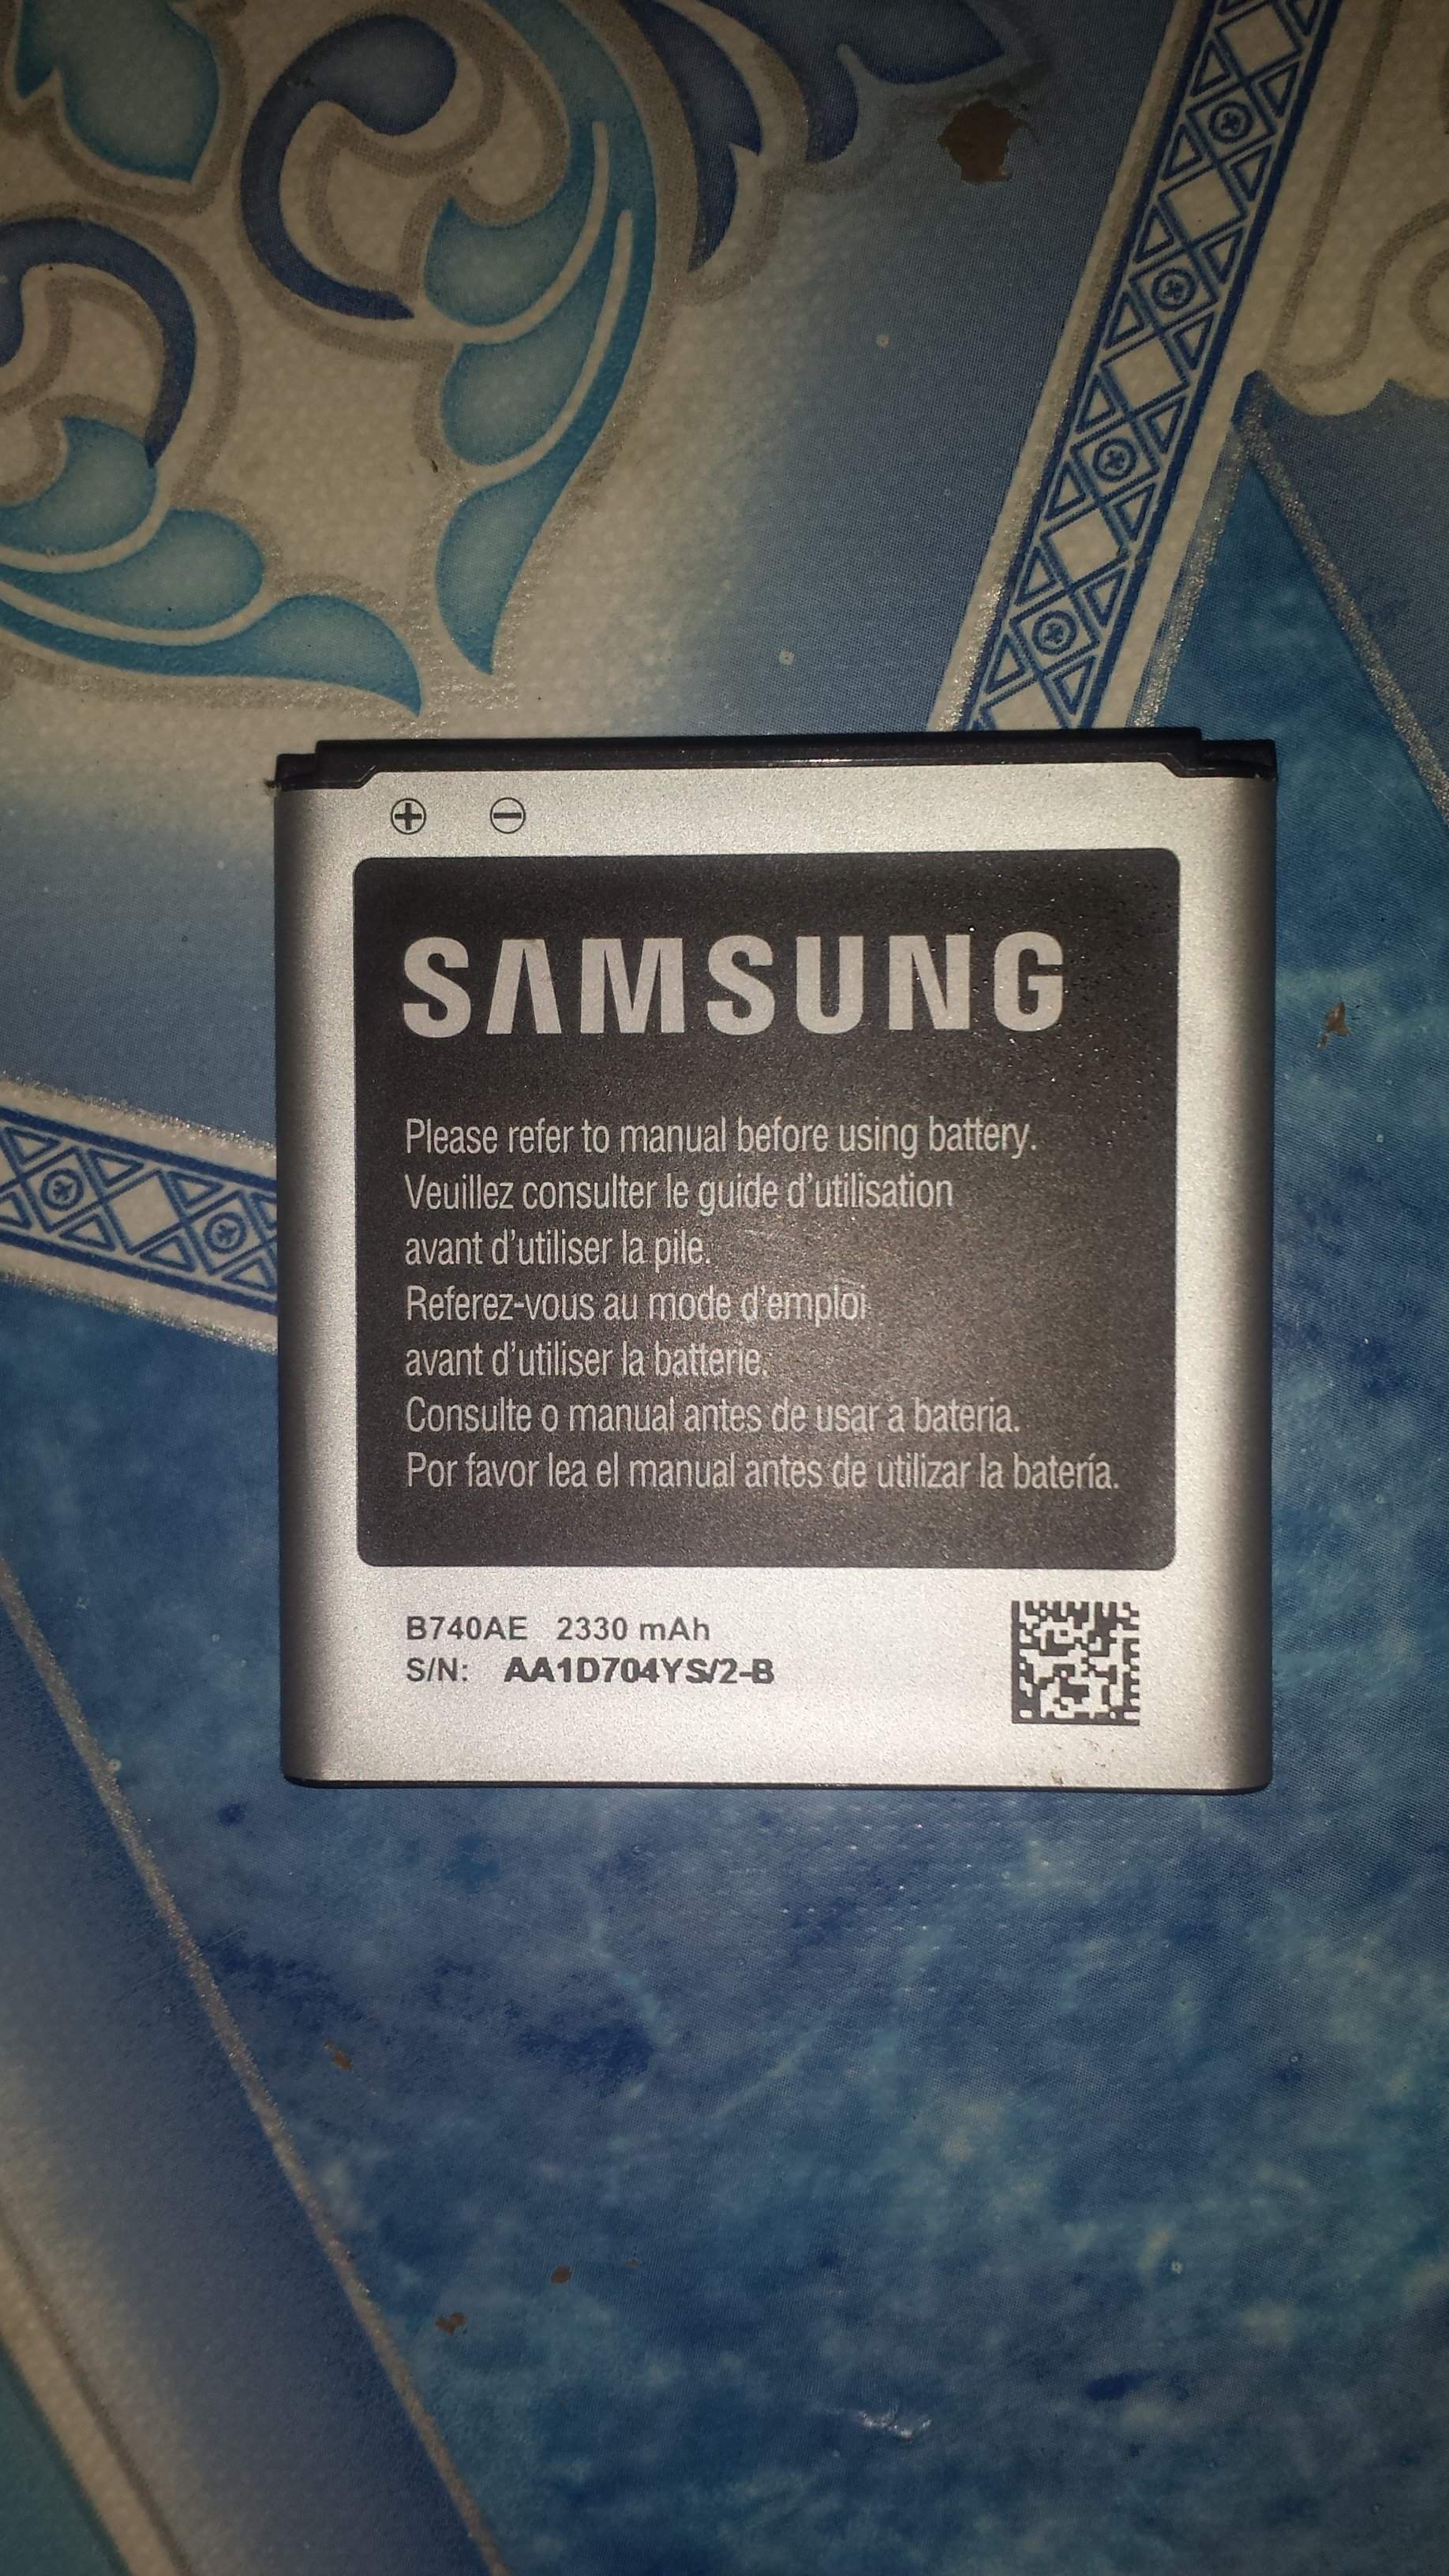 ⊕ ⊖
SAMSUNG
Please refer to manual before using battery.
Veuillez consulter le guide d'utilisation
avant d'utiliser la pile.
Referez-vous au mode d'emploi
avant d'utiliser la batterie.
Consulte o manual antes de usar a bateria.
Por favor lea el manual antes de utilizar la batería.
B740AE 2330 mAh
S/N: AA1D704YS/2-B